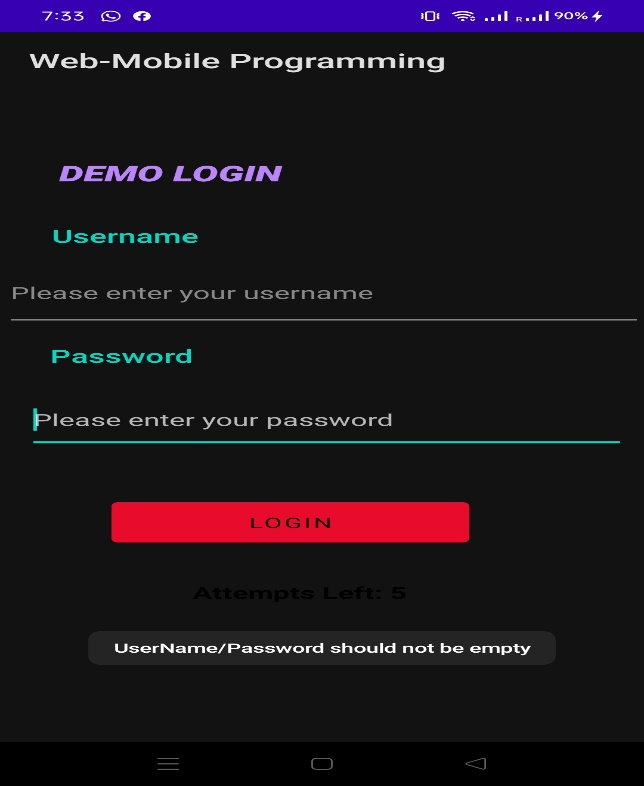 7:33
R 90%
Web-Mobile Programming
DEMO LOGIN
Username
Please enter your username
Password
Please enter your password
LOGIN
Attempts Left: 5
UserName/Password should not be empty